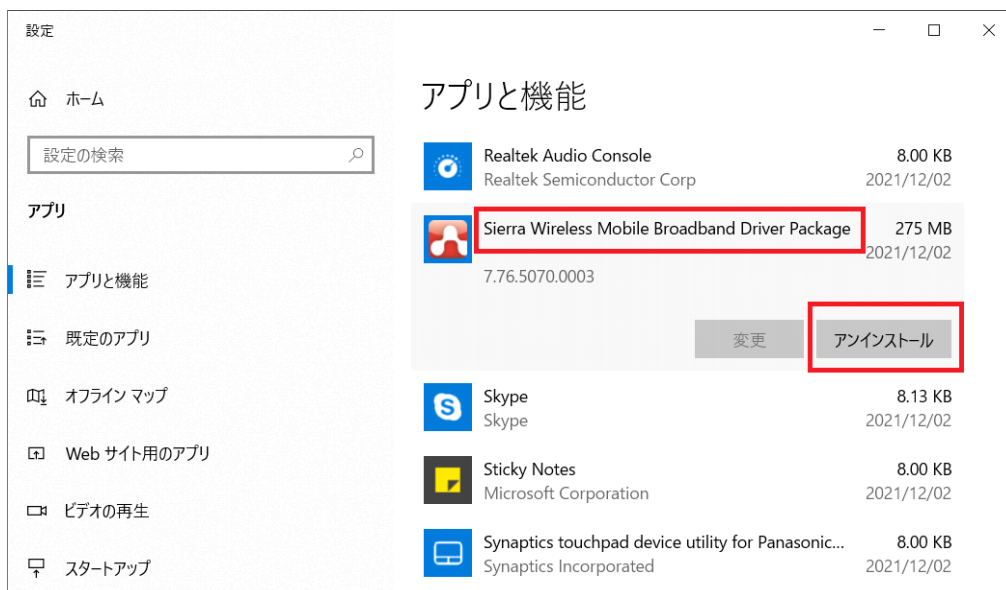 設定
ホーム
設定の検索
アプリ
アプリと機能
既定のアプリ
オフライン マップ
Web サイト用のアプリ
ビデオの再生
スタートアップ
アプリと機能
Realtek Audio Console 8.00 KB
Realtek Semiconductor Corp 2021/12/02
Sierra Wireless Mobile Broadband Driver Package 275 MB
2021/12/02
7.76.5070.0003
変更 アンインストール
Skype 8.13 KB
Skype 2021/12/02
Sticky Notes 8.00 KB
Microsoft Corporation 2021/12/02
Synaptics touchpad device utility for Panasonic... 8.00 KB
Synaptics Incorporated 2021/12/02